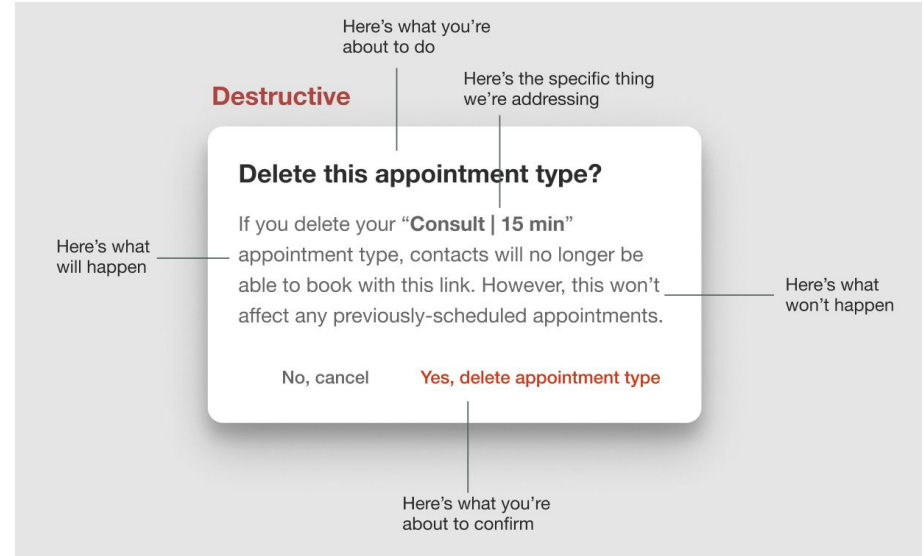 Here’s what you’re
about to do
Here’s the specific thing
we’re addressing
Destructive
Delete this appointment type?
If you delete your “Consult | 15 min”
appointment type, contacts will no longer be
able to book with this link. However, this won’t
affect any previously-scheduled appointments.
Here’s what
will happen
Here’s what
won’t happen
No, cancel
Yes, delete appointment type
Here’s what you’re
about to confirm